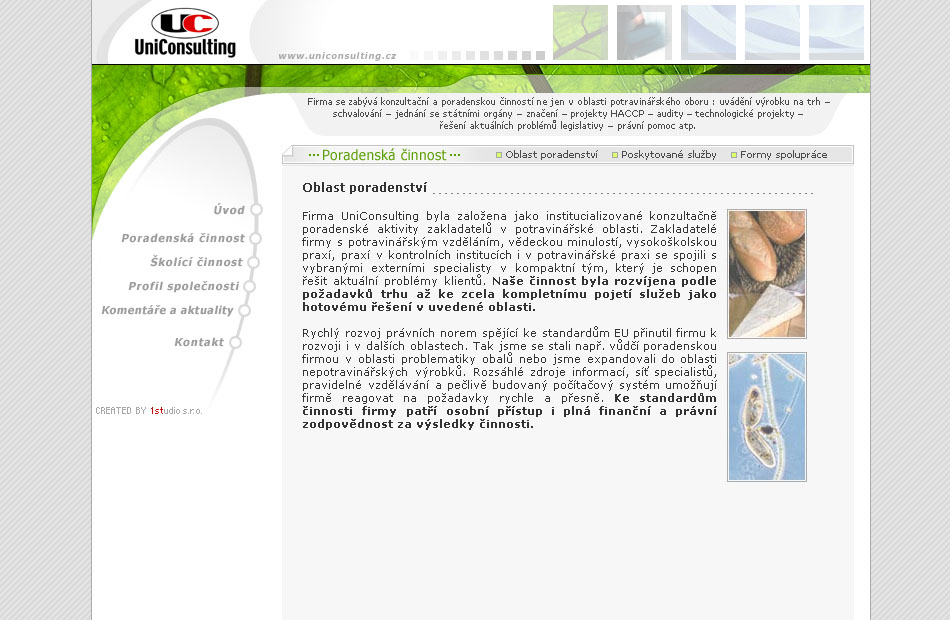 UC
UniConsulting
www.uniconsulting.cz
Firma se zabývá konzultační a poradenskou činností ne jen v oblasti potravinářského oboru : uvádění výrobku na trh –
schvalování – jednání se státními orgány – značení – projekty HACCP – audity – technologické projekty –
řešení aktuálních problémů legislativy – právní pomoc atp.
Poradenská činnost
Oblast poradenství
Poskytované služby
Formy spolupráce
Úvod
Poradenská činnost
Školící činnost
Profil společnosti
Komentáře a aktuality
Kontakt
CREATED BY 1studio s.r.o.
Oblast poradenství
Firma UniConsulting byla založena jako institucializované konzultačně
poradenské aktivity zakladatelů v potravinářské oblasti. Zakladatelé
firmy s potravinářským vzděláním, vědeckou minulostí, vysokoškolskou
praxí, praxí v kontrolních institucích i v potravinářské praxi se spojili s
vybranými externími specialisty v kompaktní tým, který je schopen
řešit aktuální problémy klientů. Naše činnost byla rozvíjena podle
požadavků trhu až ke zcela kompletnímu pojetí služeb jako
hotovému řešení v uvedené oblasti.
Rychlý rozvoj právních norem spějící ke standardům EU přinutil firmu k
rozvoji i v dalších oblastech. Tak jsme se stali např. vůdčí poradenskou
firmou v oblasti problematiky obalů nebo jsme expandovali do oblasti
nepotravinářských výrobků. Rozsáhlé zdroje informací, síť specialistů,
pravidelné vzdělávání a pečlivě budovaný počítačový systém umožňují
firmě reagovat na požadavky rychle a přesně. Ke standardům
činnosti firmy patří osobní přístup i plná finanční a právní
zodpovědnost za výsledky činnosti.